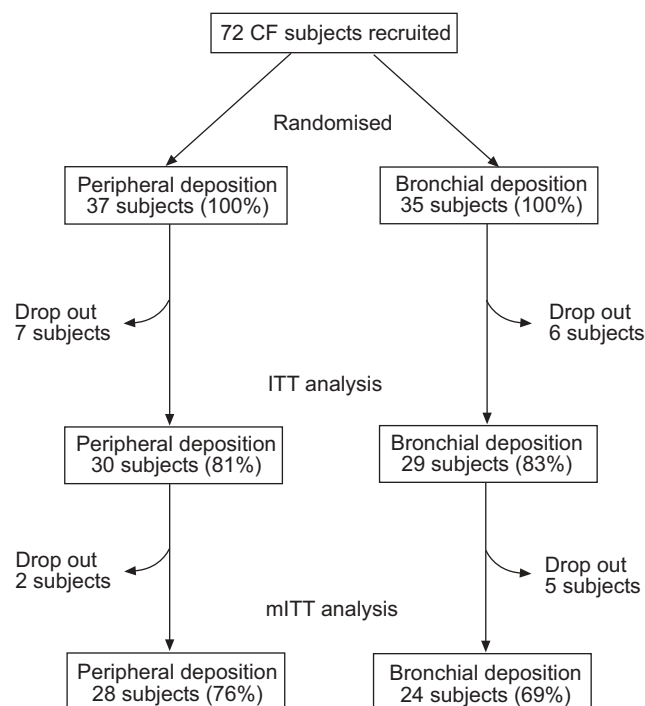 72 CF subjects recruited
Randomised
Peripheral deposition
37 subjects (100%)
Bronchial deposition
35 subjects (100%)
Drop out
7 subjects
Drop out
6 subjects
ITT analysis
Peripheral deposition
30 subjects (81%)
Bronchial deposition
29 subjects (83%)
Drop out
2 subjects
Drop out
5 subjects
mITT analysis
Peripheral deposition
28 subjects (76%)
Bronchial deposition
24 subjects (69%)